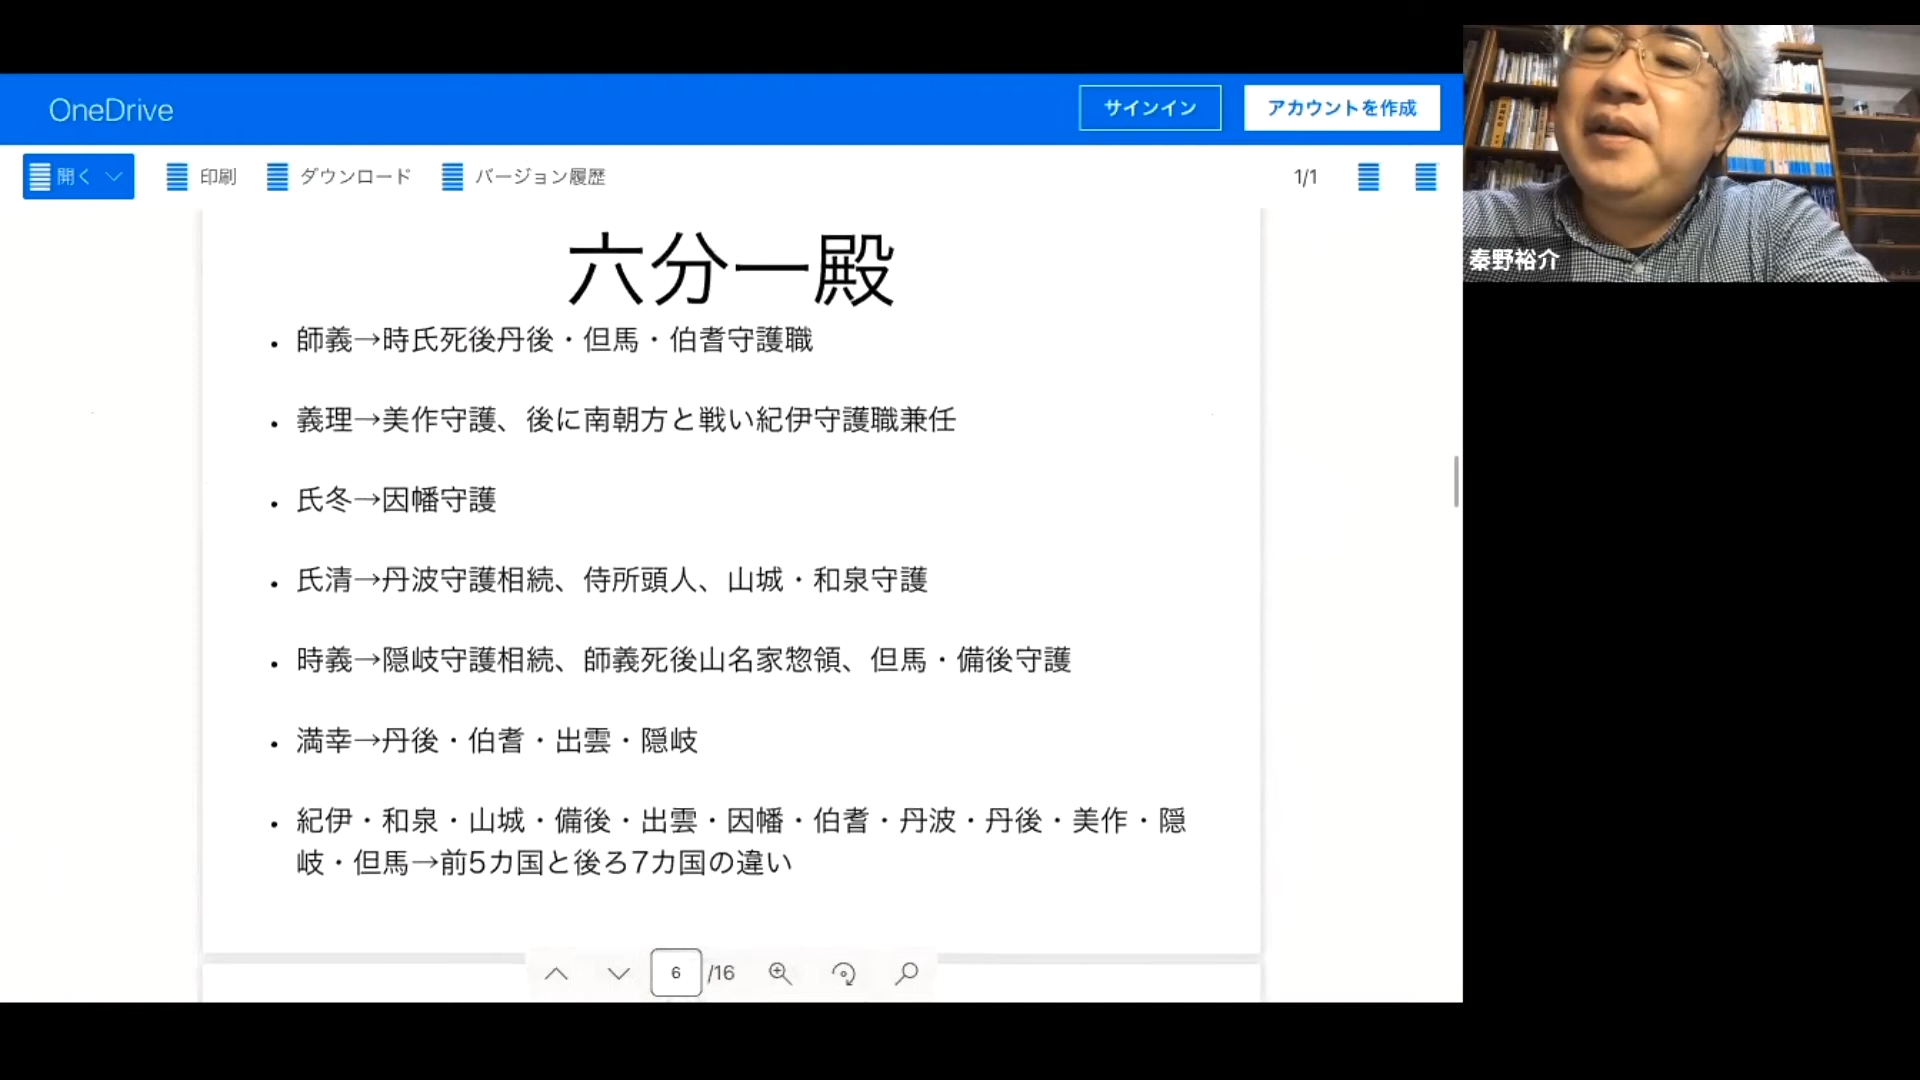 OneDrive
サインイン
アカウントを作成
開く
印刷
ダウンロード
バージョン履歴
1/1
秦野裕介
六分一殿
• 師義→時氏死後丹後・但馬・伯耆守護職
• 義理→美作守護、後に南朝方と戦い紀伊守護職兼任
• 氏冬→因幡守護
• 氏清→丹波守護相続、侍所頭人、山城・和泉守護
• 時義→隠岐守護相続、師義死後山名家惣領、但馬・備後守護
• 満幸→丹後・伯耆・出雲・隠岐
• 紀伊・和泉・山城・備後・出雲・因幡・伯耆・丹波・丹後・美作・隠
岐・但馬→前5カ国と後ろ7カ国の違い
6 /16